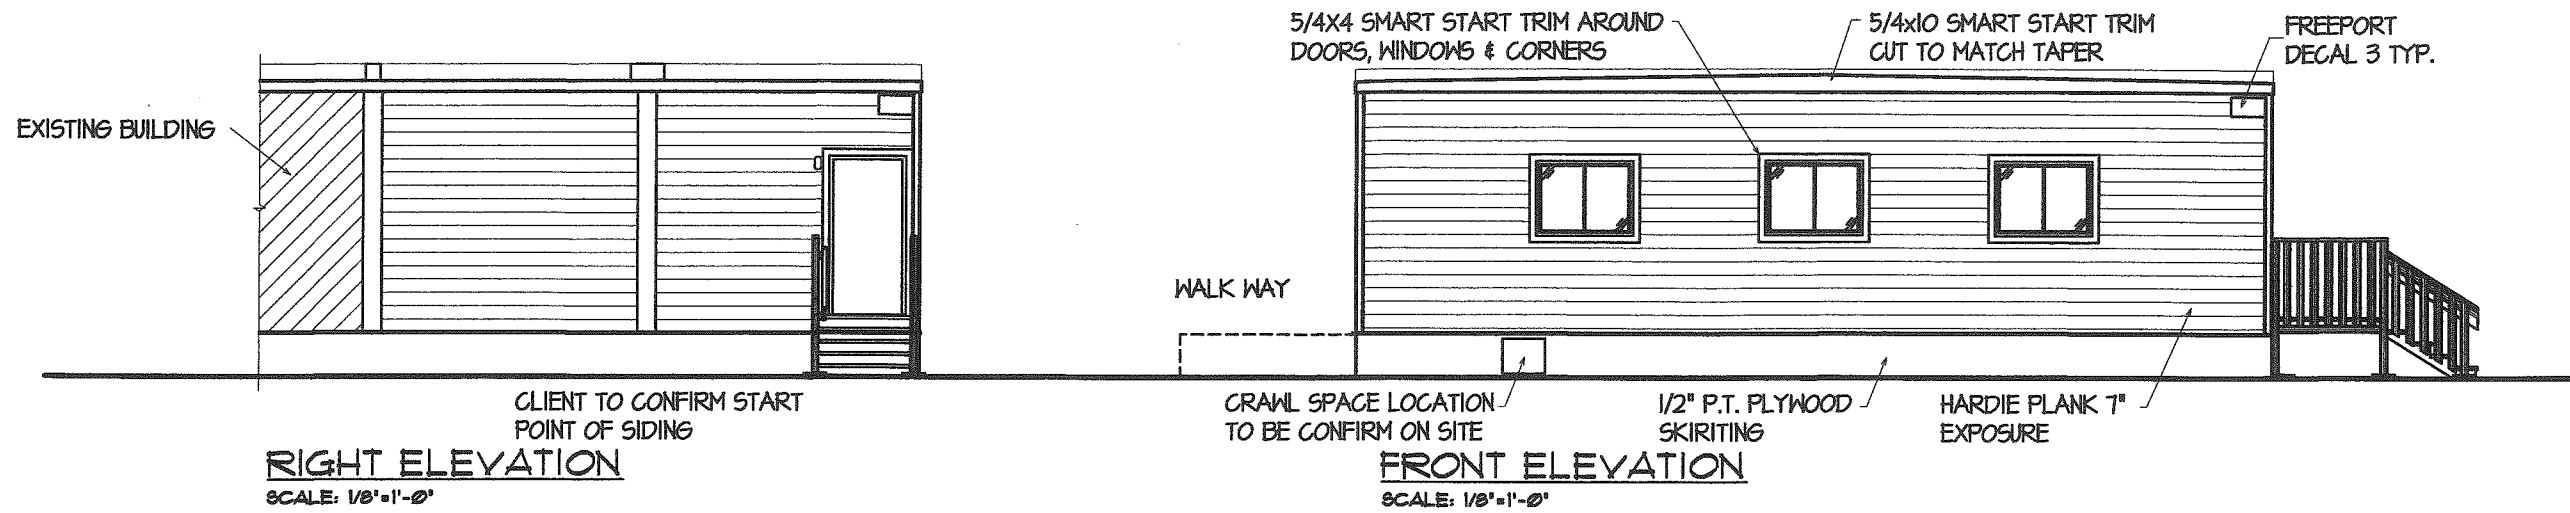 EXISTING BUILDING
CLIENT TO CONFIRM START
POINT OF SIDING
RIGHT ELEVATION
SCALE: 1/8"=1'-0"
5/4X4 SMART START TRIM AROUND
DOORS, WINDOWS & CORNERS
5/4x10 SMART START TRIM
CUT TO MATCH TAPER
FREEPORT
DECAL 3 TYP.
WALK WAY
CRAWL SPACE LOCATION
TO BE CONFIRM ON SITE
1/2" P.T. PLYWOOD
SKIRITING
HARDIE PLANK 7"
EXPOSURE
FRONT ELEVATION
SCALE: 1/8"=1'-0"